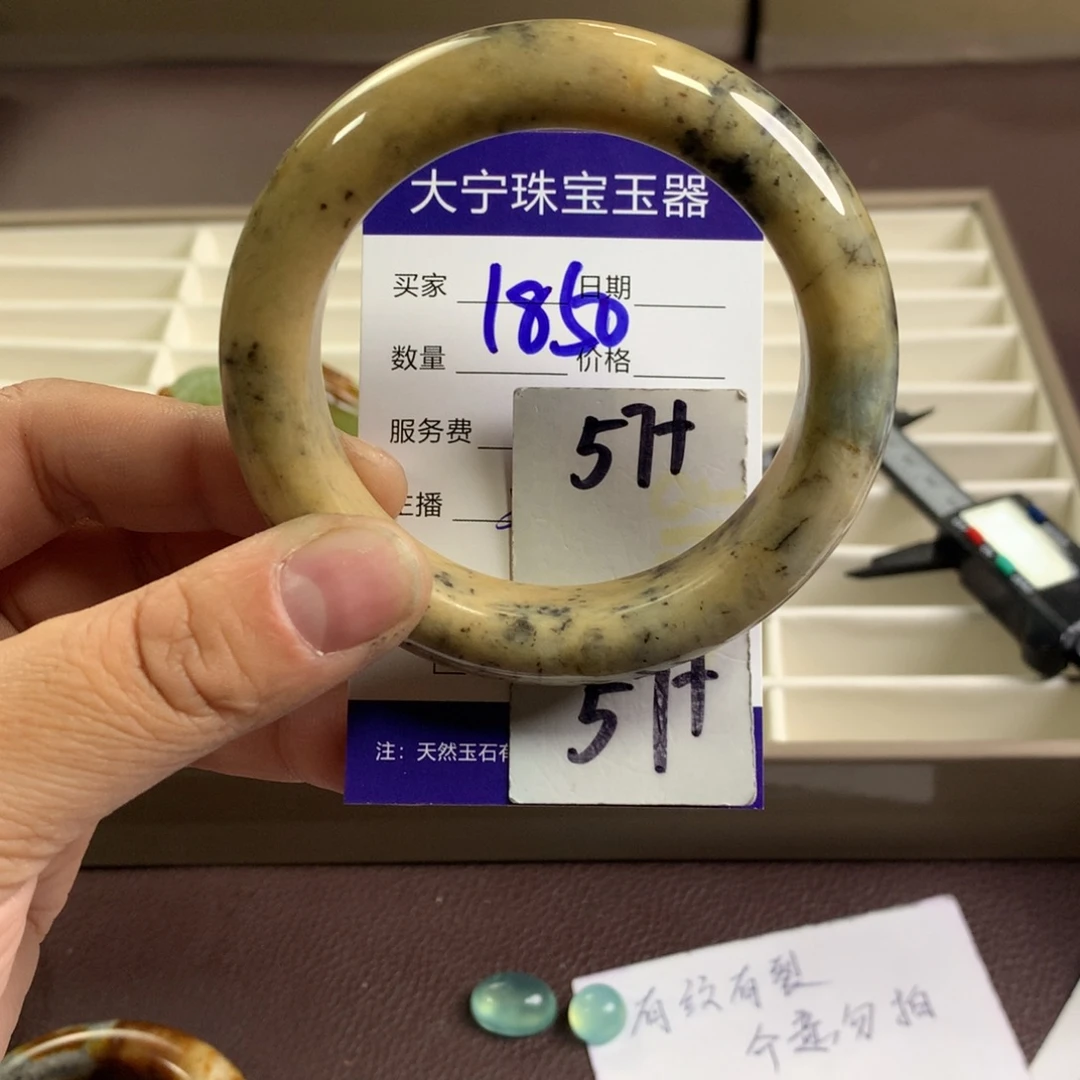 大宁珠宝玉器
买家 日期
1850
数量 价格
服务费
5H
主播
5H
注：天然玉石有
有纹有裂
介意勿拍